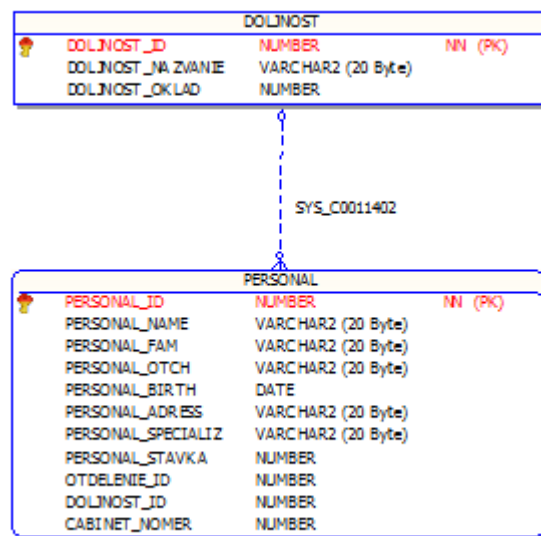 DOLJNOST
DOLJNOST_ID NUMBER NN (PK)
DOLJNOST_NAZVANIE VARCHAR2 (20 Byte)
DOLJNOST_OKLAD NUMBER
SYS_C0011402
PERSONAL
PERSONAL_ID NUMBER NN (PK)
PERSONAL_NAME VARCHAR2 (20 Byte)
PERSONAL_FAM VARCHAR2 (20 Byte)
PERSONAL_OTCH VARCHAR2 (20 Byte)
PERSONAL_BIRTH DATE
PERSONAL_ADRESS VARCHAR2 (20 Byte)
PERSONAL_SPECIALIZ VARCHAR2 (20 Byte)
PERSONAL_STAVKA NUMBER
OTDELENIE_ID NUMBER
DOLJNOST_ID NUMBER
CABINET_NOMER NUMBER